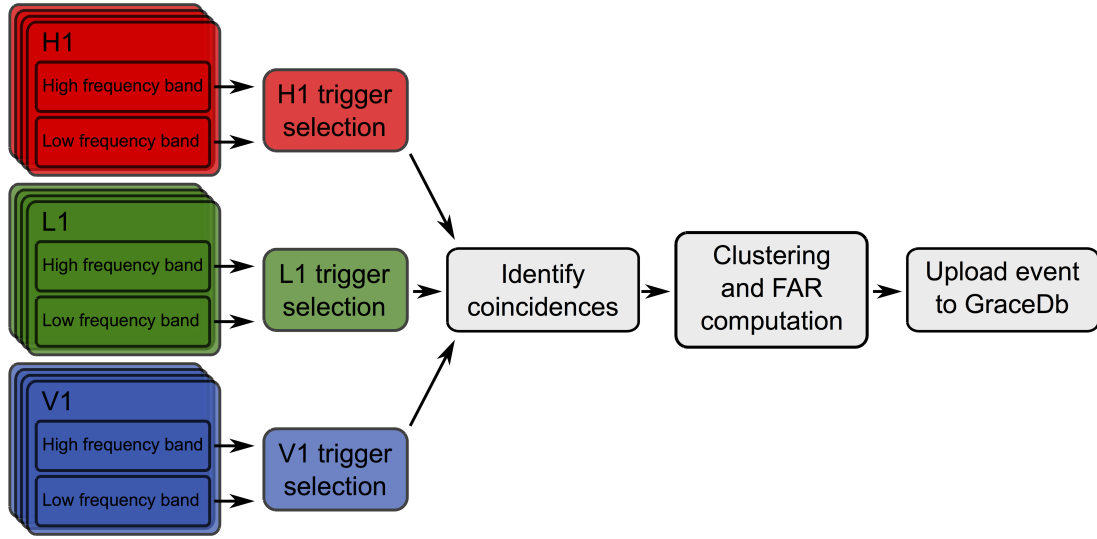 H1
High frequency band
Low frequency band
H1 trigger
selection
L1
High frequency band
Low frequency band
L1 trigger
selection
V1
High frequency band
Low frequency band
V1 trigger
selection
Identify
coincidences
Clustering
and FAR
computation
Upload event
to GraceDb